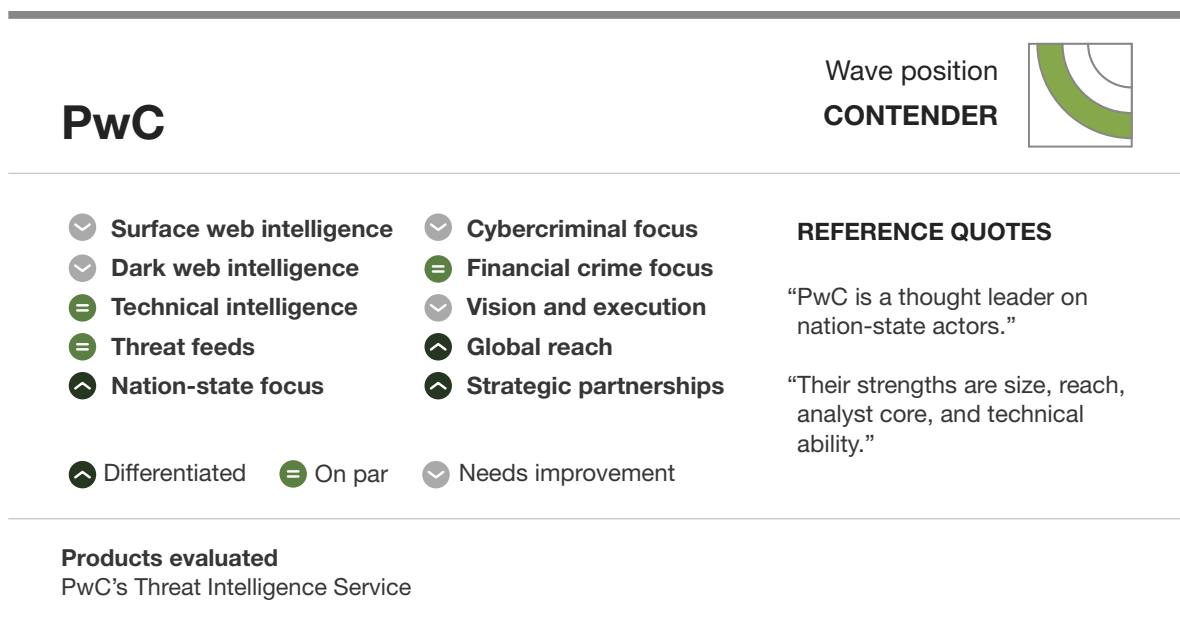 PwC
Wave position
CONTENDER
Surface web intelligence
Dark web intelligence
Technical intelligence
Threat feeds
Nation-state focus
Cybercriminal focus
Financial crime focus
Vision and execution
Global reach
Strategic partnerships
Differentiated
On par
Needs improvement
REFERENCE QUOTES
“PwC is a thought leader on
nation-state actors.”
“Their strengths are size, reach,
analyst core, and technical
ability.”
Products evaluated
PwC’s Threat Intelligence Service